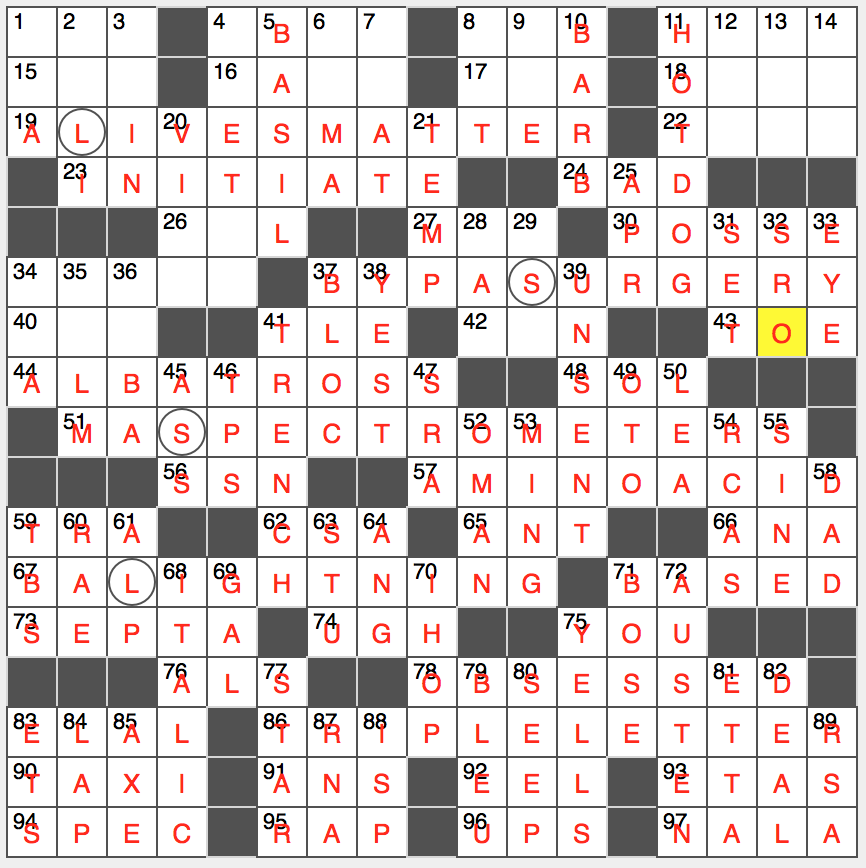 1 2 3 4 5 B 6 7 8 9 10 B 11 H 12 13 14
15 16 A 17 A 18 O
19 A L I 20 V E S M A 21 T T E R 22 T
23 I N I T I A T E 24 B 25 A D
26 L 27 M 28 29 30 P O 31 S 32 S 33 E
34 35 36 37 B 38 Y P A S 39 U R G E R Y
40 41 T L E 42 N 43 T O E
44 A L B 45 A 46 T R O S 47 S 48 S 49 O 50 L
51 M A S P E C T R 52 O 53 M E T E 54 R 55 S
56 S S N 57 A M I N O A C I 58 D
59 T 60 R 61 A 62 C 63 S 64 A 65 A N T 66 A N A
67 B A L 68 I 69 G H T N 70 I N G 71 B 72 A S E D
73 S E P T A 74 U G H 75 Y O U
76 A L 77 S 78 O 79 B 80 S E S S 81 E 82 D
83 E 84 L 85 A L 86 T 87 R 88 I P L E L E T T E 89 R
90 T A X I 91 A N S 92 E E L 93 E T A S
94 S P E C 95 R A P 96 U P S 97 N A L A